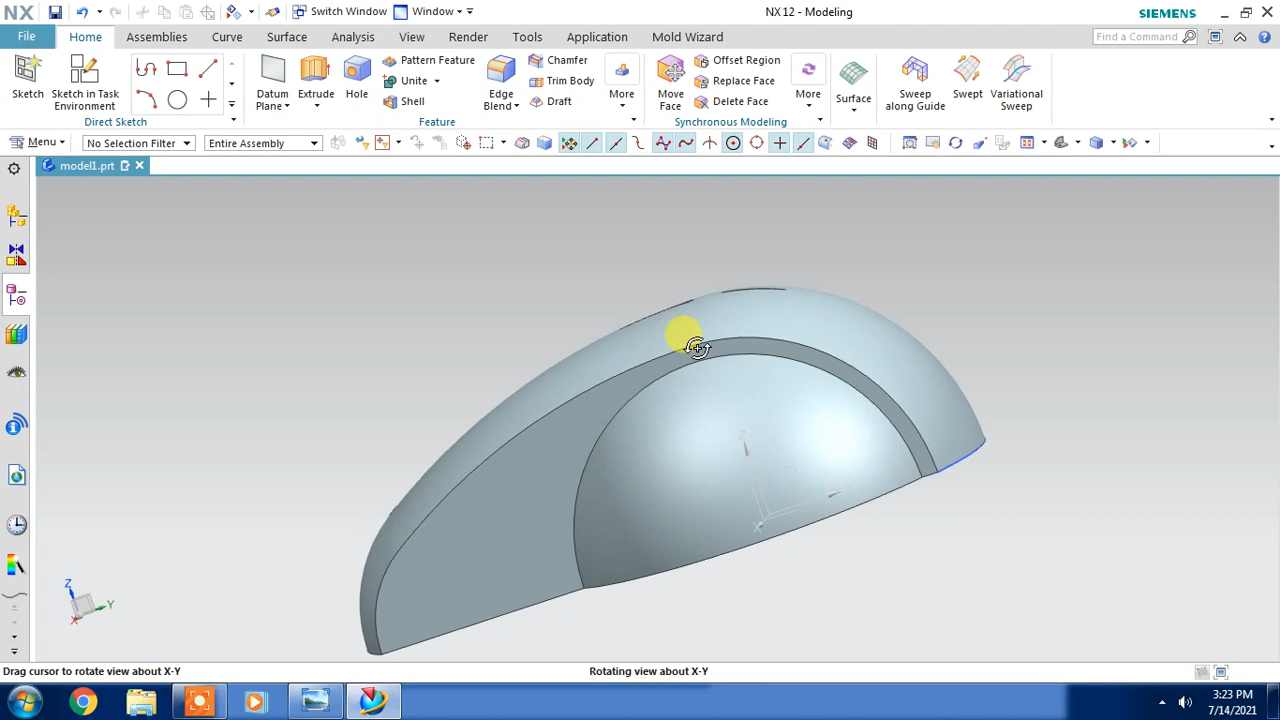 NX
Switch Window
Window
NX 12 - Modeling
SIEMENS
File
Home
Assemblies
Curve
Surface
Analysis
View
Render
Tools
Application
Mold Wizard
Find a Command
Sketch
Sketch in Task Environment
Direct Sketch
Datum Plane
Extrude
Hole
Pattern Feature
Unite
Shell
Edge Blend
Chamfer
Trim Body
Draft
More
Feature
Move Face
Offset Region
Replace Face
Delete Face
More
Synchronous Modeling
Surface
Sweep along Guide
Swept
Variational Sweep
Menu
No Selection Filter
Entire Assembly
model1.prt
Z
X
Z
Y
X
Drag cursor to rotate view about X-Y
Rotating view about X-Y
3:23 PM
7/14/2021